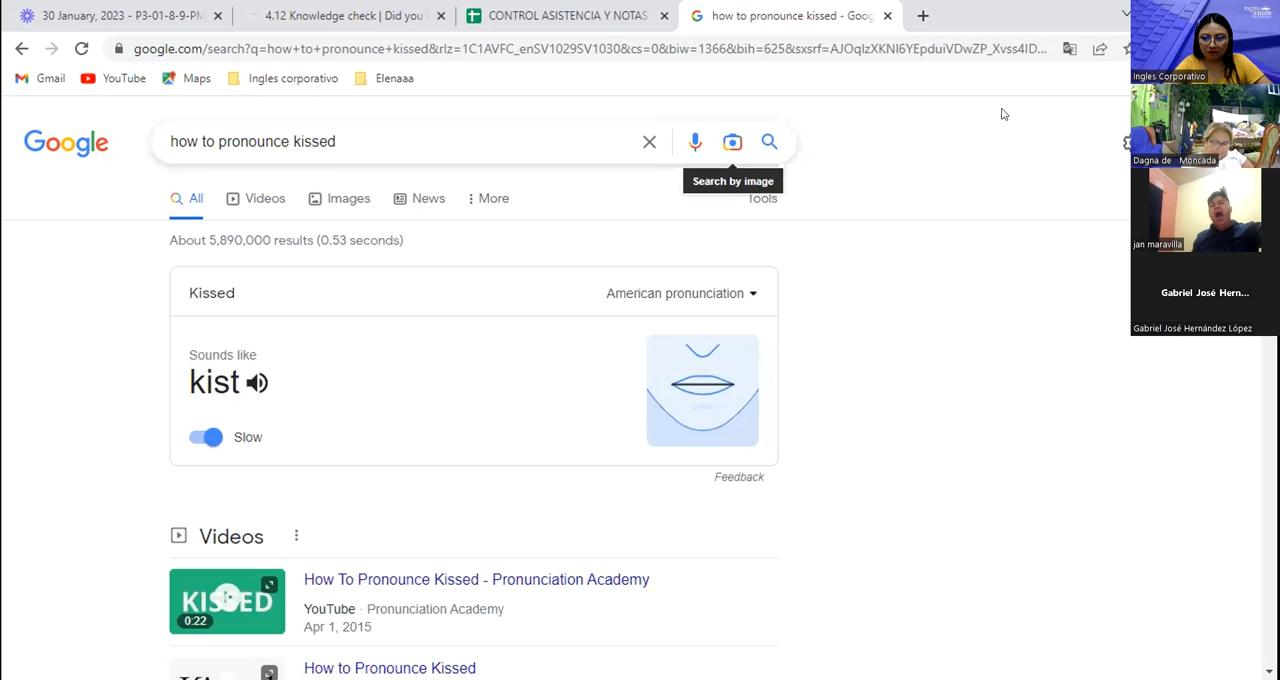 30 January, 2023 - P3-01-8-9-PM
4.12 Knowledge check | Did you
CONTROL ASISTENCIA Y NOTAS
how to pronounce kissed - Goog
google.com/search?q=how+to+pronounce+kissed&rlz=1C1AVFC_enSV1029SV1030&cs=0&biw=1366&bih=625&sxsrf=AJOqlzXKNI6YEpduiVDwZP_Xvss4ID...
Gmail
YouTube
Maps
Ingles corporativo
Elenaaa
Ingles Corporativo
Dagna de Moncada
jan maravilla
Gabriel José Hern...
Gabriel José Hernández López
Google
how to pronounce kissed
Search by image
All
Videos
Images
News
More
Tools
About 5,890,000 results (0.53 seconds)
Kissed
American pronunciation
Sounds like
kist
Slow
Feedback
Videos
KISSED
0:22
How To Pronounce Kissed - Pronunciation Academy
YouTube · Pronunciation Academy
Apr 1, 2015
How to Pronounce Kissed